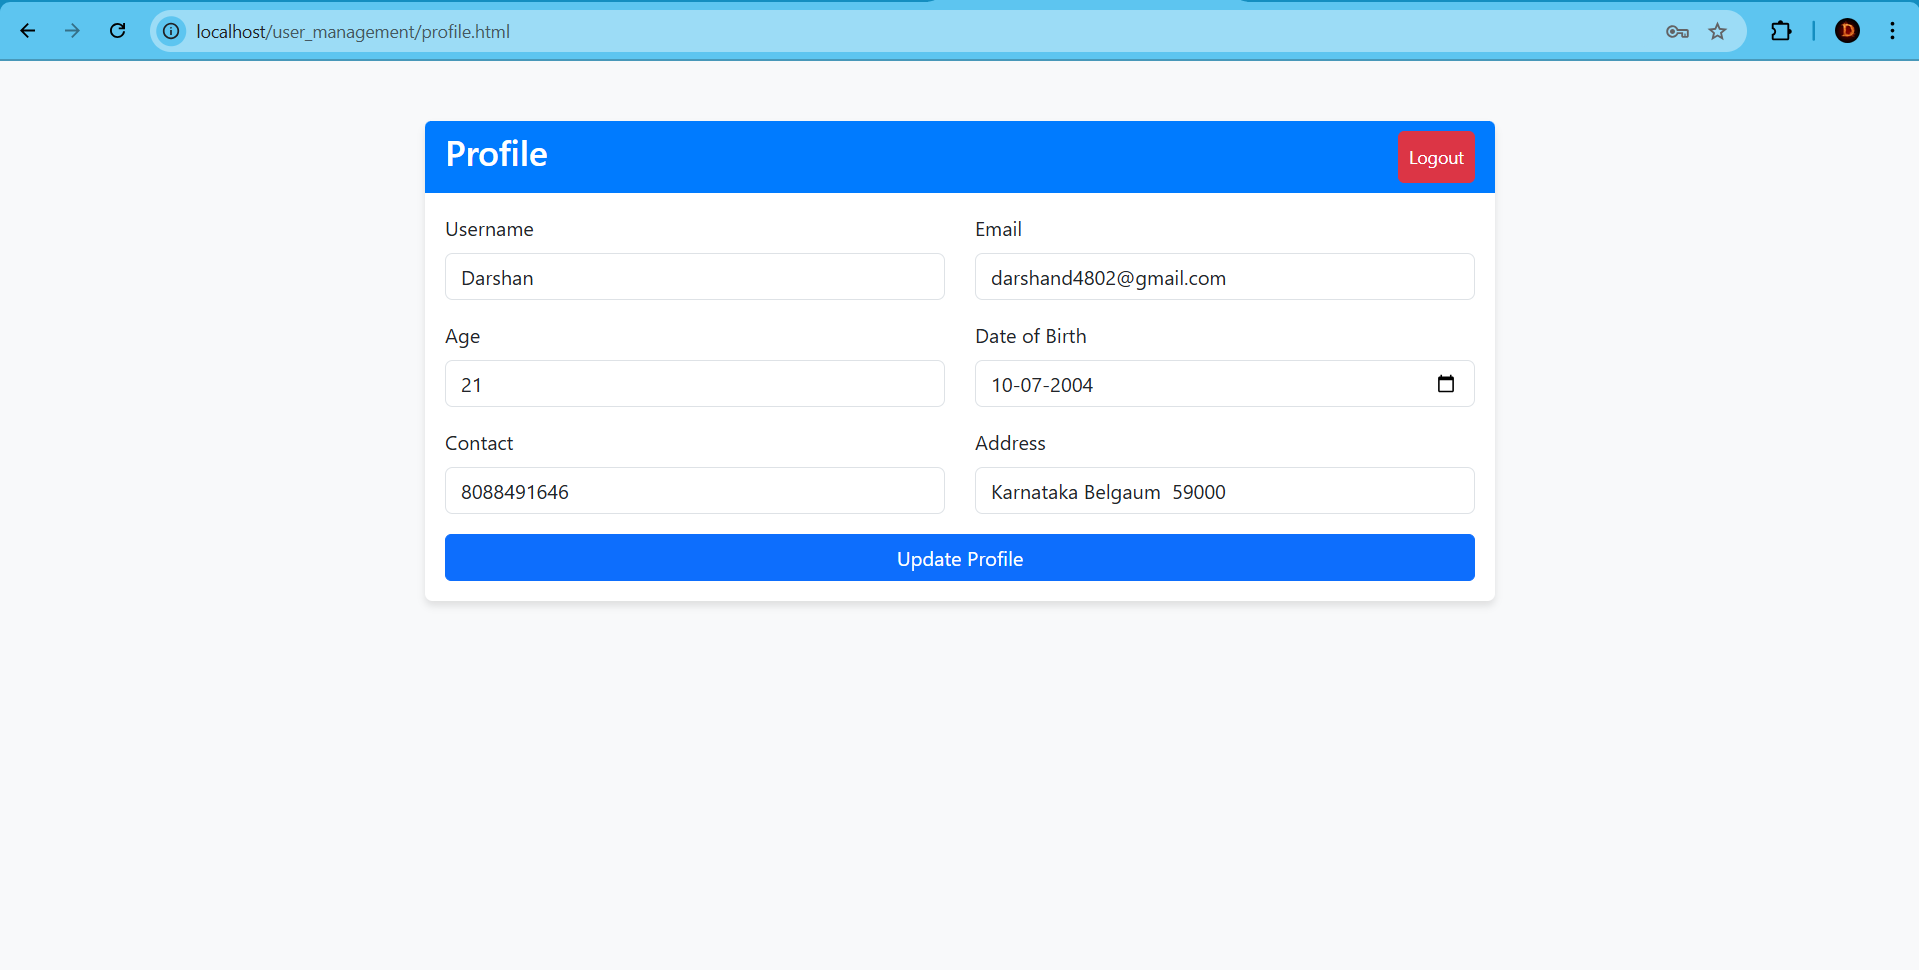 localhost/user_management/profile.html
D
Profile
Logout
Username
Email
Darshan
darshand4802@gmail.com
Age
Date of Birth
21
10-07-2004
Contact
Address
8088491646
Karnataka Belgaum  59000
Update Profile